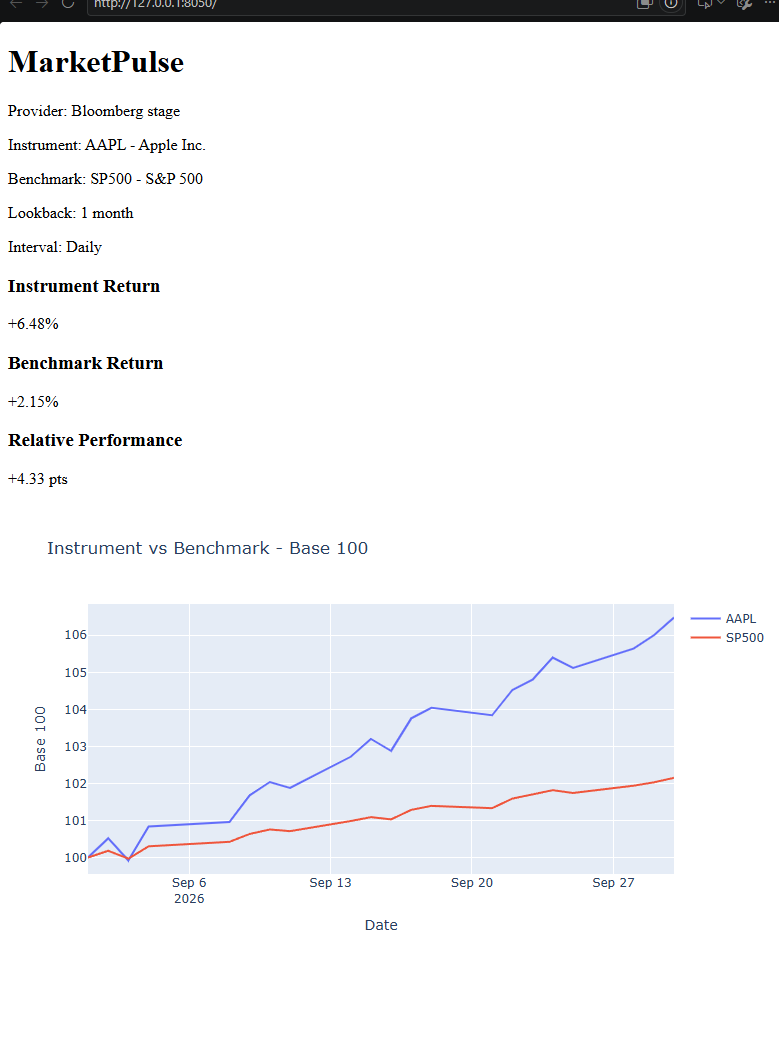 http://127.0.0.1:8050/
MarketPulse
Provider: Bloomberg stage
Instrument: AAPL - Apple Inc.
Benchmark: SP500 - S&P 500
Lookback: 1 month
Interval: Daily
Instrument Return
+6.48%
Benchmark Return
+2.15%
Relative Performance
+4.33 pts
Instrument vs Benchmark - Base 100
AAPL
SP500
106
105
104
103
102
101
100
Base 100
Sep 6
2026
Sep 13
Sep 20
Sep 27
Date